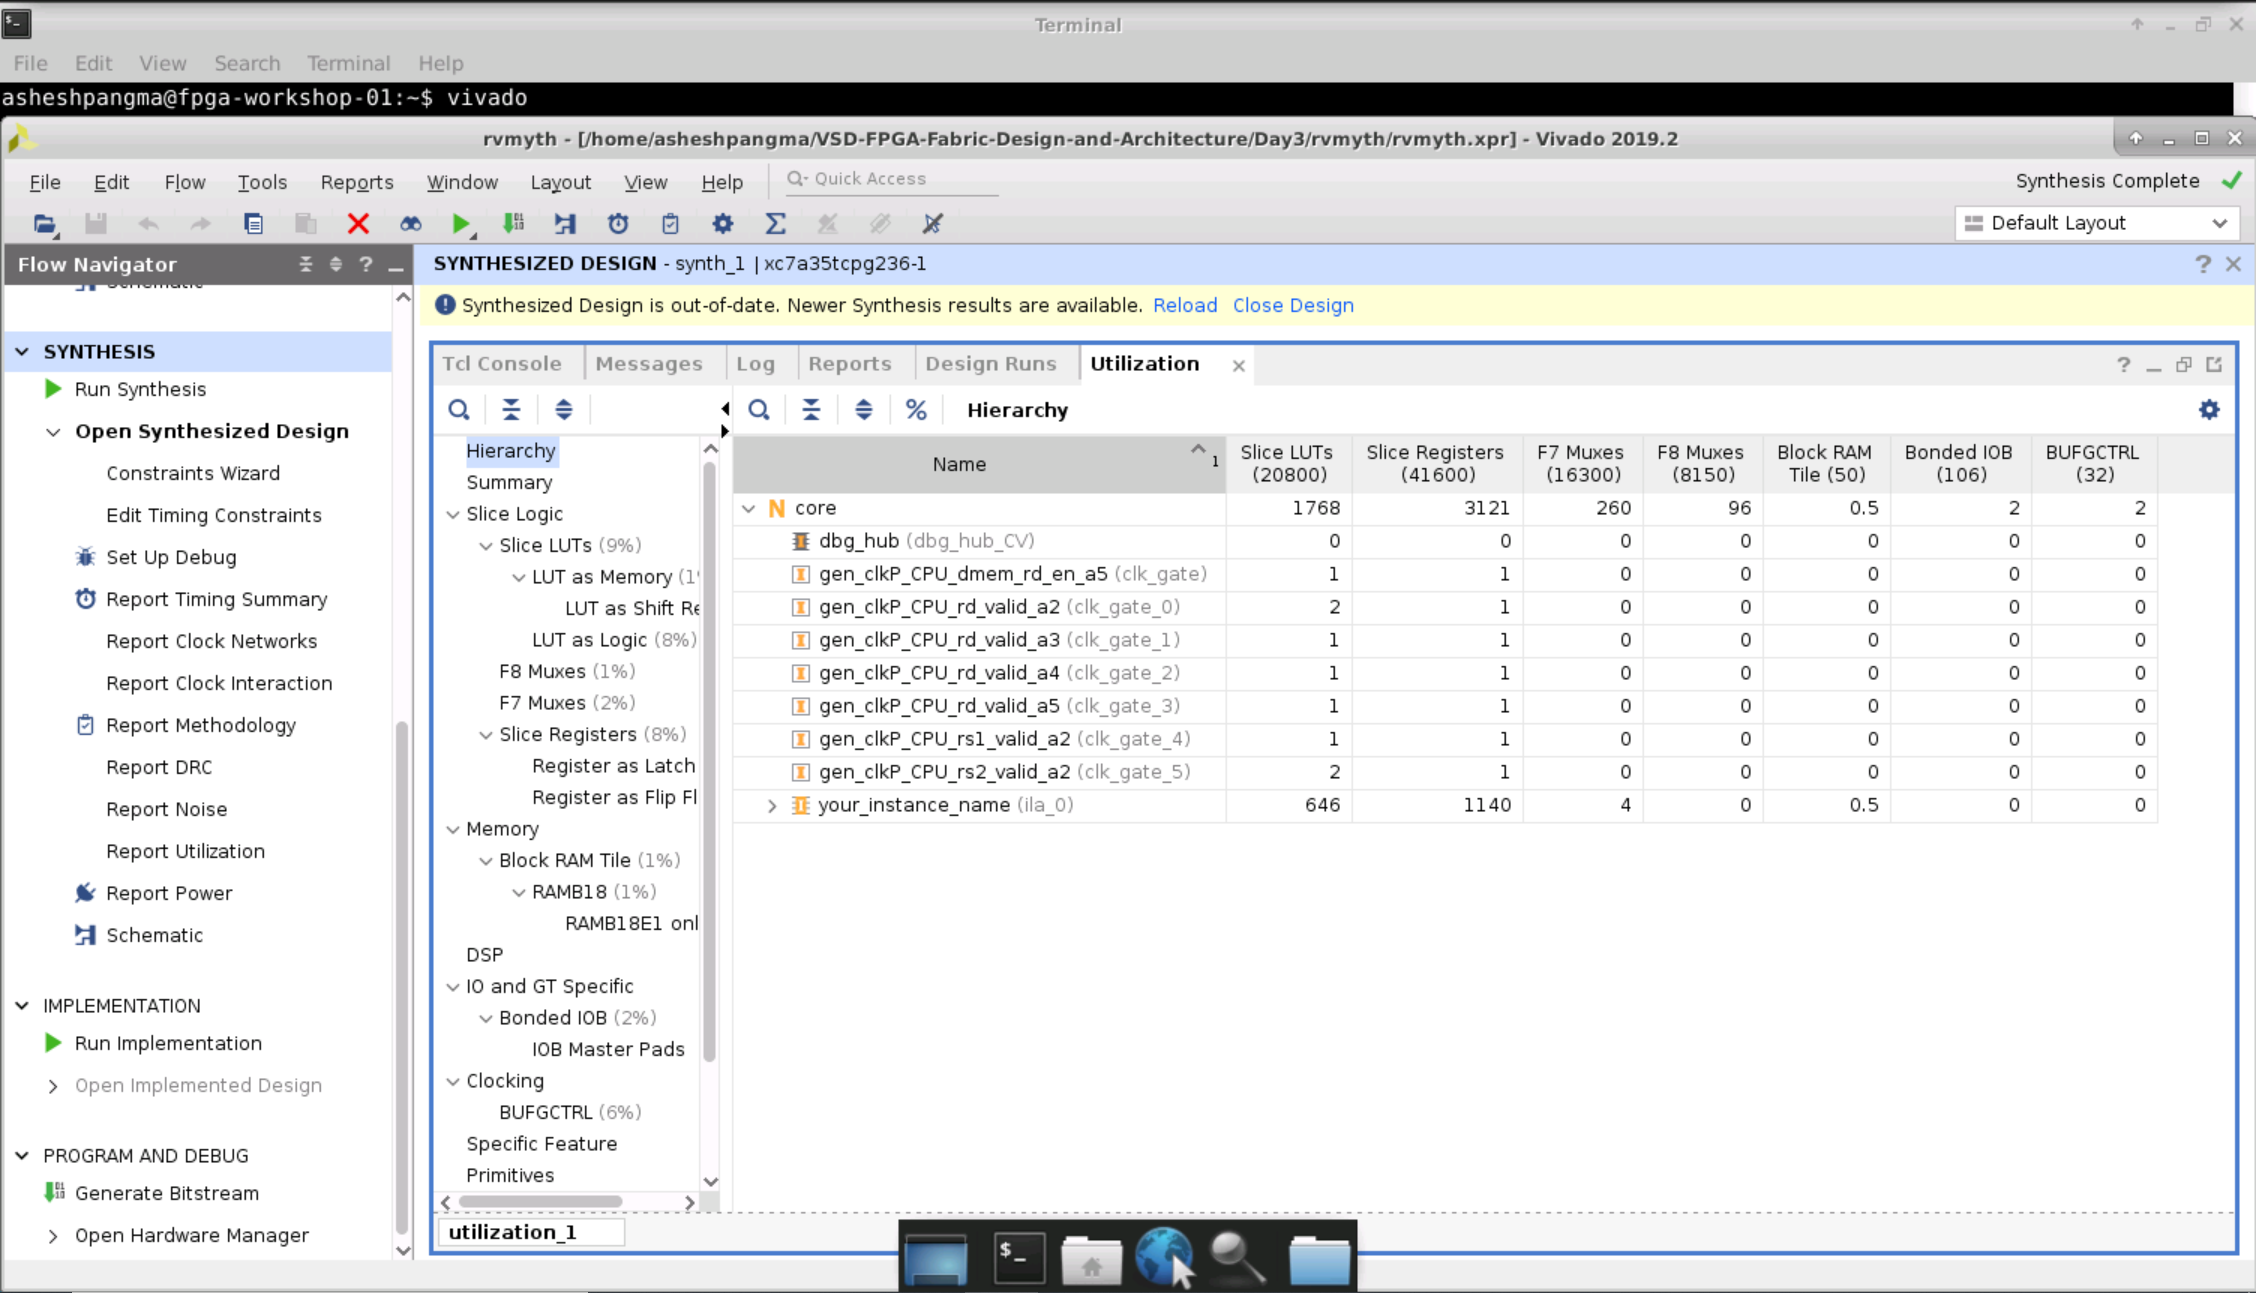 Terminal
File Edit View Search Terminal Help
asheshpangma@fpga-workshop-01:~$ vivado
rvmyth - [/home/asheshpangma/VSD-FPGA-Fabric-Design-and-Architecture/Day3/rvmyth/rvmyth.xpr] - Vivado 2019.2
File Edit Flow Tools Reports Window Layout View Help Quick Access
Synthesis Complete
Default Layout
Flow Navigator
Schematic
SYNTHESIS
Run Synthesis
Open Synthesized Design
Constraints Wizard
Edit Timing Constraints
Set Up Debug
Report Timing Summary
Report Clock Networks
Report Clock Interaction
Report Methodology
Report DRC
Report Noise
Report Utilization
Report Power
Schematic
IMPLEMENTATION
Run Implementation
Open Implemented Design
PROGRAM AND DEBUG
Generate Bitstream
Open Hardware Manager
SYNTHESIZED DESIGN - synth_1 | xc7a35tcpg236-1
Synthesized Design is out-of-date. Newer Synthesis results are available. Reload Close Design
Tcl Console Messages Log Reports Design Runs Utilization
Hierarchy
Summary
Slice Logic
Slice LUTs (9%)
LUT as Memory (1
LUT as Shift Re
LUT as Logic (8%)
F8 Muxes (1%)
F7 Muxes (2%)
Slice Registers (8%)
Register as Latch
Register as Flip Fl
Memory
Block RAM Tile (1%)
RAMB18 (1%)
RAMB18E1 onl
DSP
IO and GT Specific
Bonded IOB (2%)
IOB Master Pads
Clocking
BUFGCTRL (6%)
Specific Feature
Primitives
utilization_1
% Hierarchy
Name 1 Slice LUTs (20800) Slice Registers (41600) F7 Muxes (16300) F8 Muxes (8150) Block RAM Tile (50) Bonded IOB (106) BUFGCTRL (32)
N core 1768 3121 260 96 0.5 2 2
dbg_hub (dbg_hub_CV) 0 0 0 0 0 0 0
gen_clkP_CPU_dmem_rd_en_a5 (clk_gate) 1 1 0 0 0 0 0
gen_clkP_CPU_rd_valid_a2 (clk_gate_0) 2 1 0 0 0 0 0
gen_clkP_CPU_rd_valid_a3 (clk_gate_1) 1 1 0 0 0 0 0
gen_clkP_CPU_rd_valid_a4 (clk_gate_2) 1 1 0 0 0 0 0
gen_clkP_CPU_rd_valid_a5 (clk_gate_3) 1 1 0 0 0 0 0
gen_clkP_CPU_rs1_valid_a2 (clk_gate_4) 1 1 0 0 0 0 0
gen_clkP_CPU_rs2_valid_a2 (clk_gate_5) 2 1 0 0 0 0 0
your_instance_name (ila_0) 646 1140 4 0 0.5 0 0